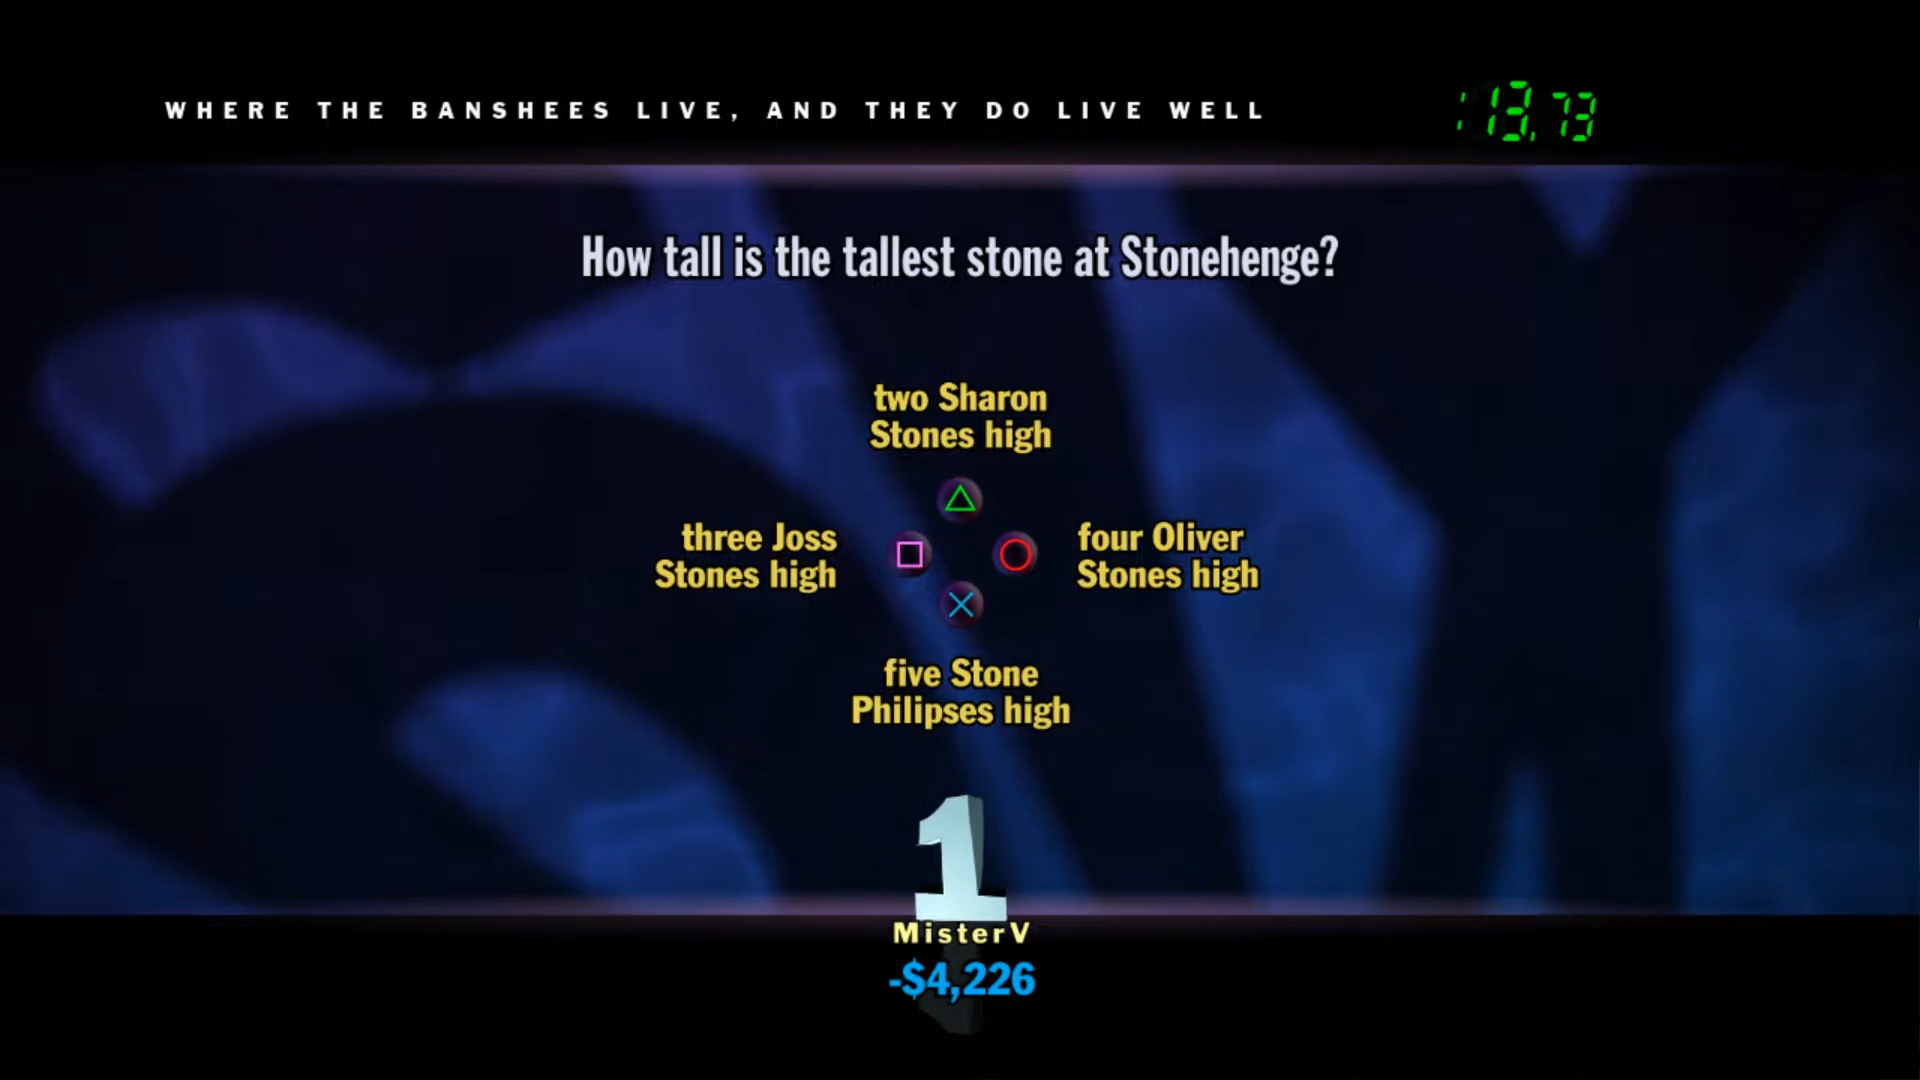 WHERE THE BANSHEES LIVE, AND THEY DO LIVE WELL
:13.73
How tall is the tallest stone at Stonehenge?
two Sharon
Stones high
three Joss
Stones high
four Oliver
Stones high
five Stone
Philipses high
1
MisterV
-$4,226